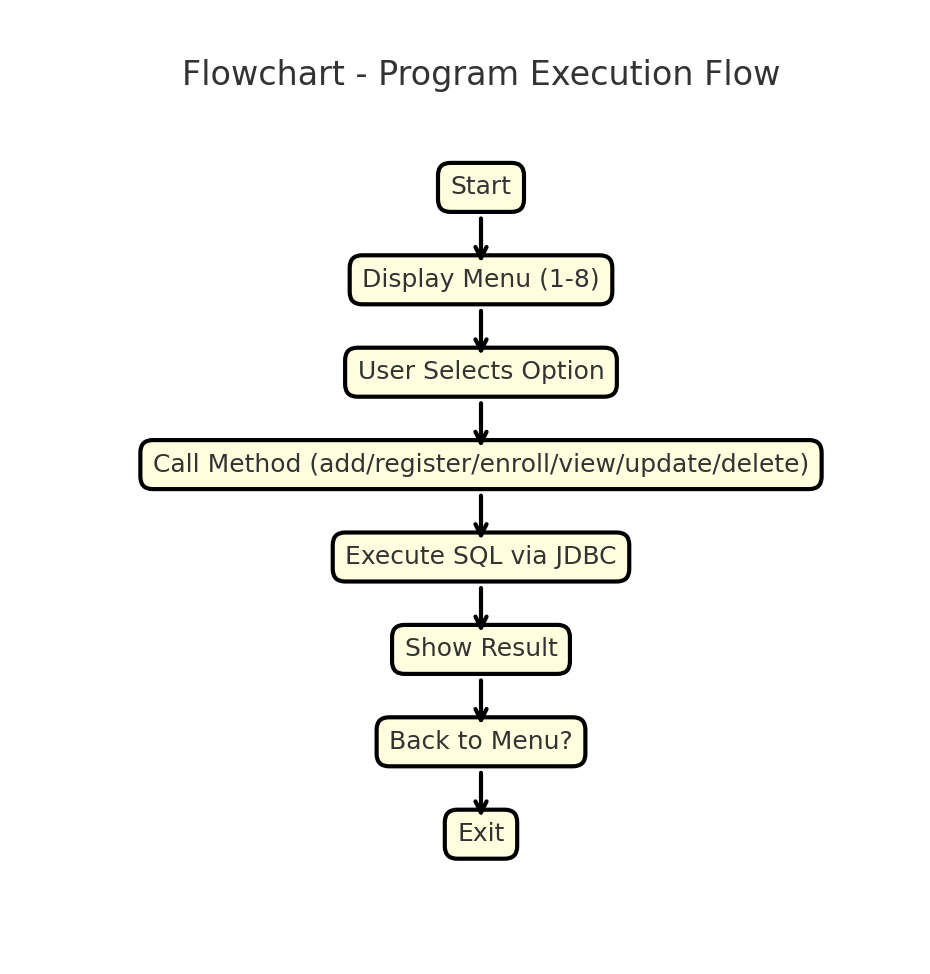 Flowchart - Program Execution Flow
Start
Display Menu (1-8)
User Selects Option
Call Method (add/register/enroll/view/update/delete)
Execute SQL via JDBC
Show Result
Back to Menu?
Exit